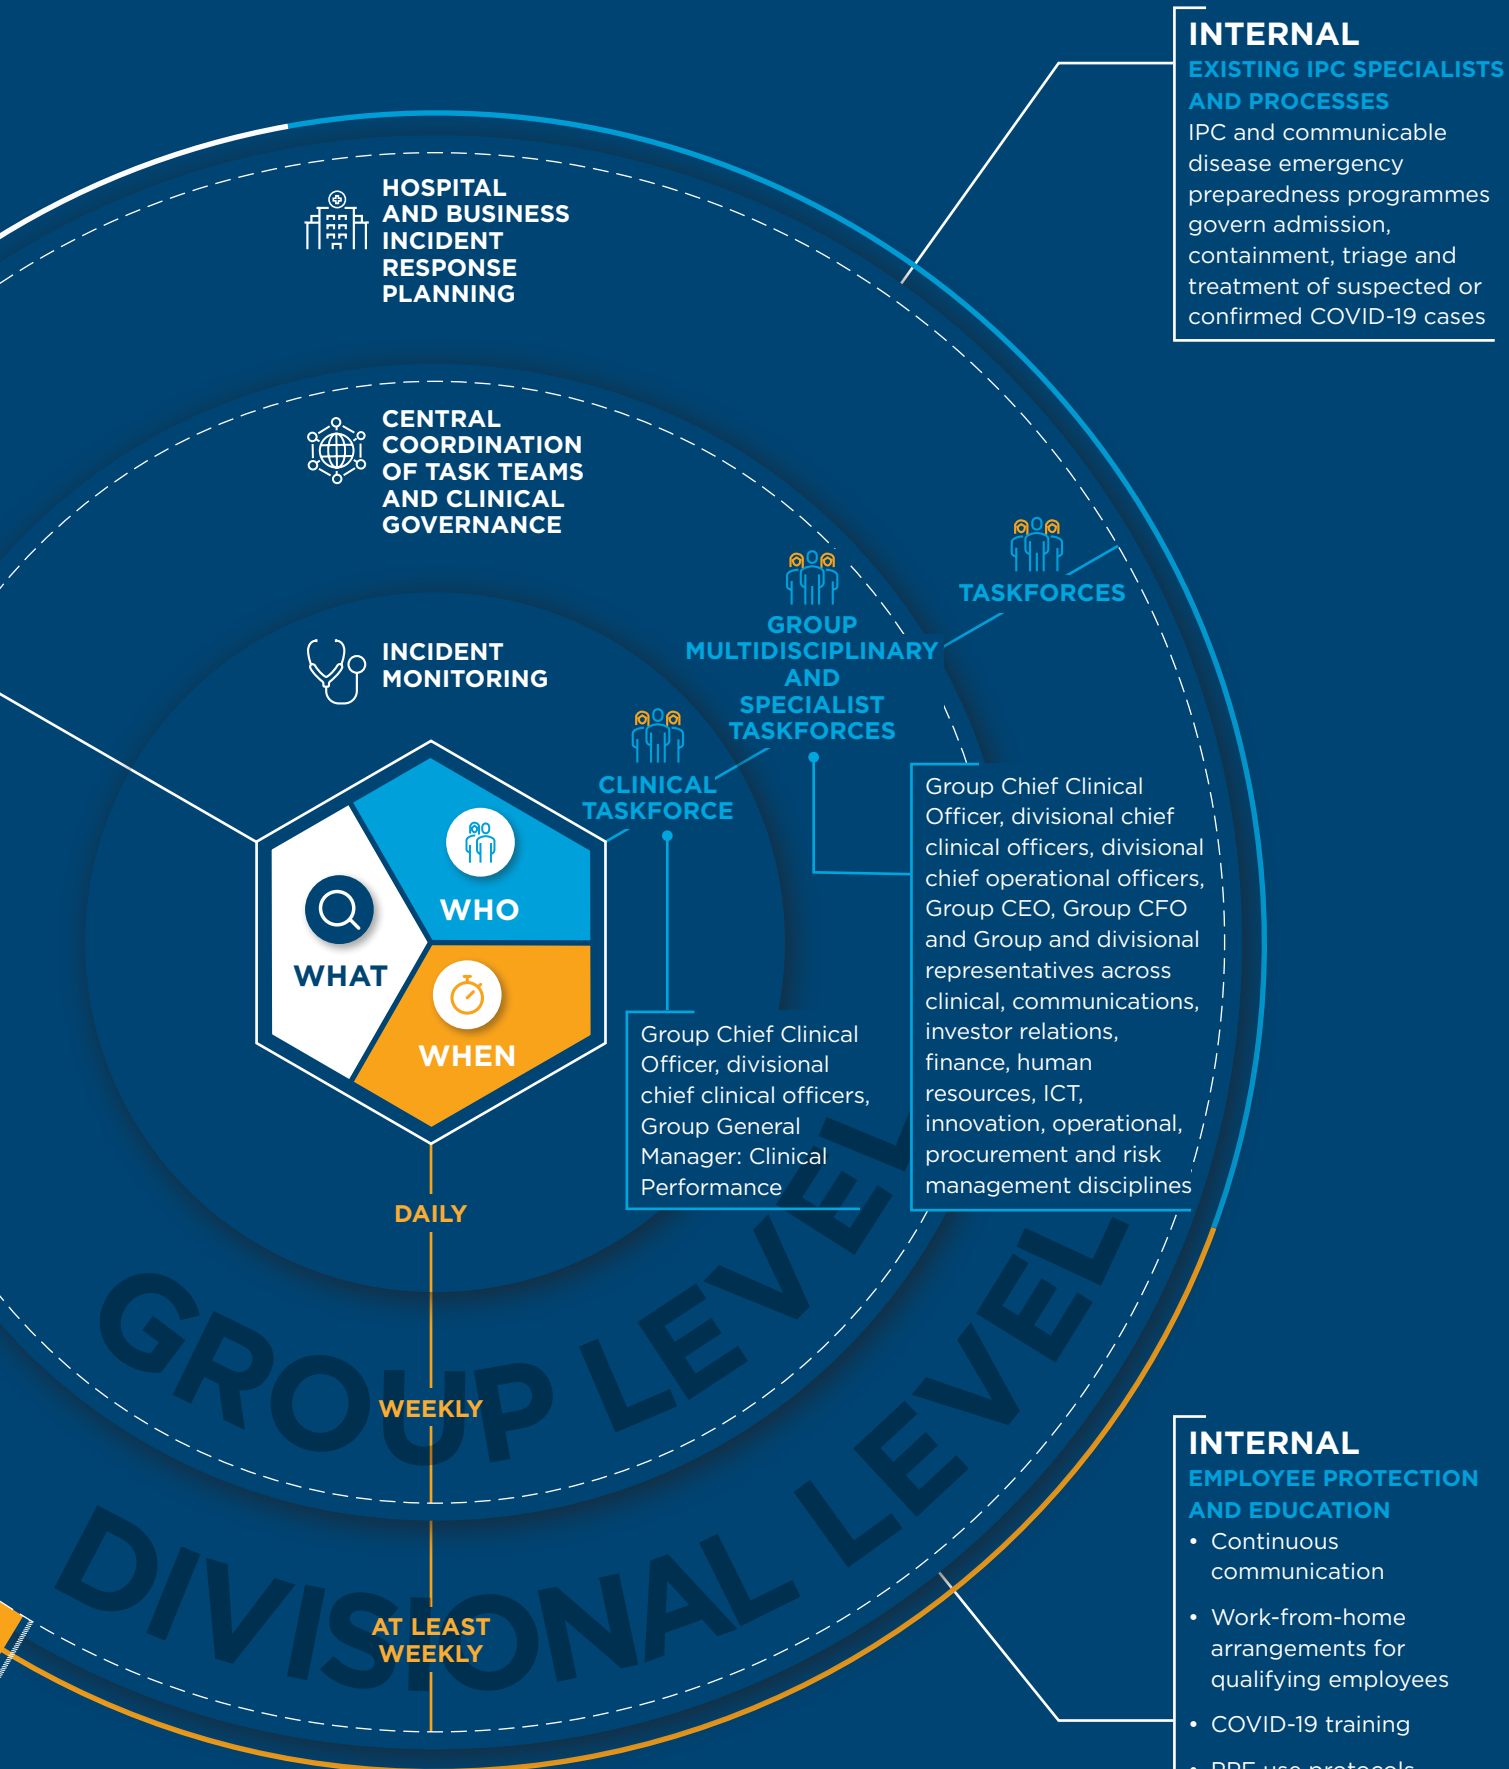 INTERNAL
EXISTING IPC SPECIALISTS
AND PROCESSES
IPC and communicable
disease emergency
preparedness programmes
govern admission,
containment, triage and
treatment of suspected or
confirmed COVID-19 cases
HOSPITAL
AND BUSINESS
INCIDENT
RESPONSE
PLANNING
CENTRAL
COORDINATION
OF TASK TEAMS
AND CLINICAL
GOVERNANCE
INCIDENT
MONITORING
TASKFORCES
GROUP
MULTIDISCIPLINARY
AND
SPECIALIST
TASKFORCES
CLINICAL
TASKFORCE
WHO
WHAT
WHEN
Group Chief Clinical
Officer, divisional chief
clinical officers, divisional
chief operational officers,
Group CEO, Group CFO
and Group and divisional
representatives across
clinical, communications,
investor relations,
finance, human
resources, ICT,
innovation, operational,
procurement and risk
management disciplines
Group Chief Clinical
Officer, divisional
chief clinical officers,
Group General
Manager: Clinical
Performance
DAILY
WEEKLY
AT LEAST
WEEKLY
GROUP LEVEL
DIVISIONAL LEVEL
INTERNAL
EMPLOYEE PROTECTION
AND EDUCATION
• Continuous
communication
• Work-from-home
arrangements for
qualifying employees
• COVID-19 training
• PPE use protocols